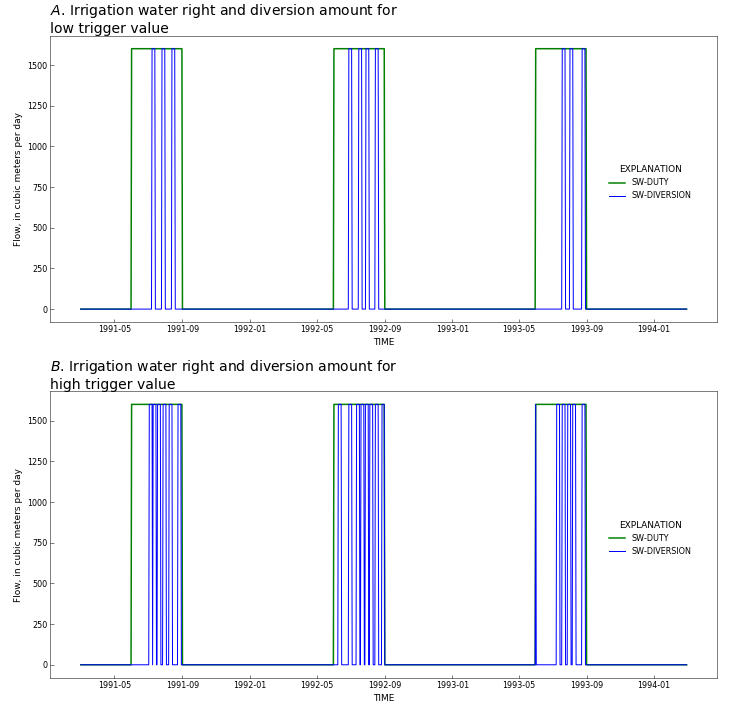 A. Irrigation water right and diversion amount for
low trigger value
1500
1250
1000
750
500
250
0
Flow, in cubic meters per day
EXPLANATION
SW-DUTY
SW-DIVERSION
1991-05 1991-09 1992-01 1992-05 1992-09 1993-01 1993-05 1993-09 1994-01
TIME
B. Irrigation water right and diversion amount for
high trigger value
1500
1250
1000
750
500
250
0
Flow, in cubic meters per day
EXPLANATION
SW-DUTY
SW-DIVERSION
1991-05 1991-09 1992-01 1992-05 1992-09 1993-01 1993-05 1993-09 1994-01
TIME